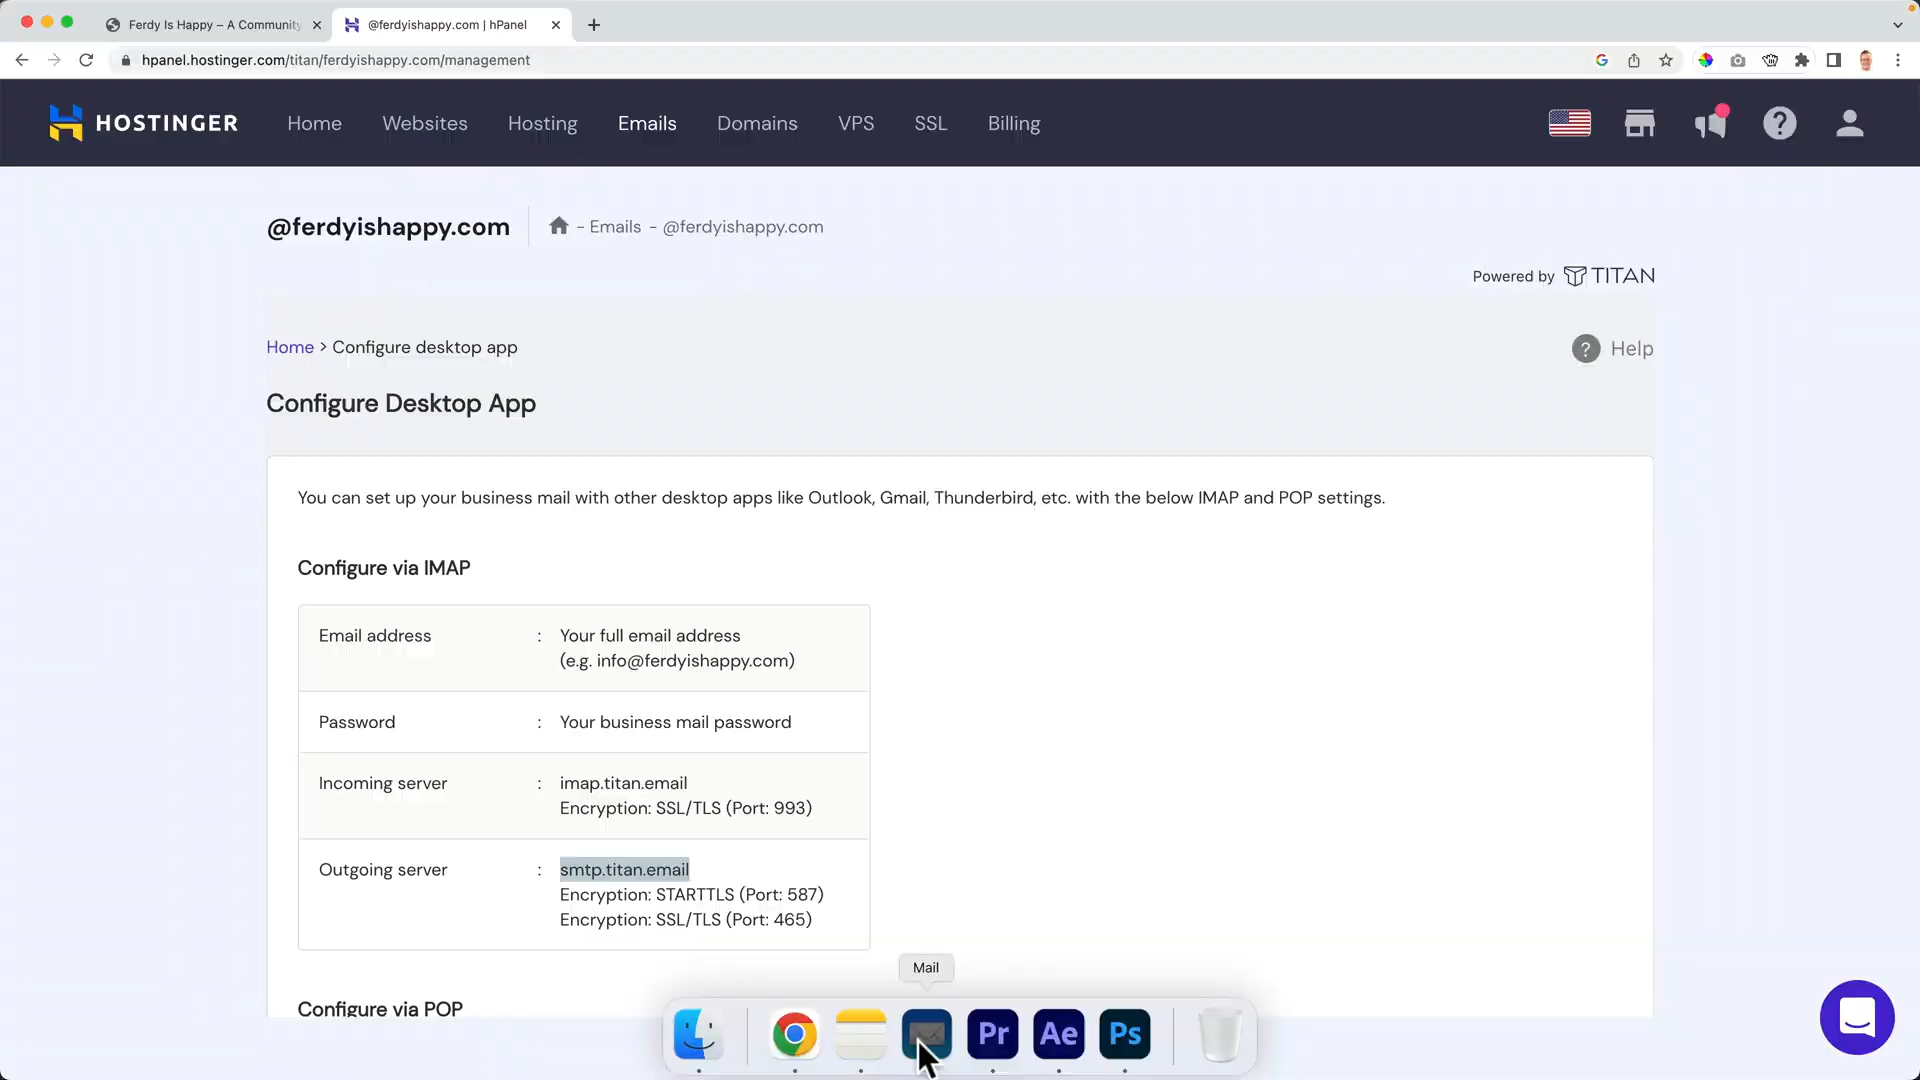 Ferdy Is Happy – A Community
@ferdyishappy.com | hPanel
hpanel.hostinger.com/titan/ferdyishappy.com/management
HOSTINGER
Home
Websites
Hosting
Emails
Domains
VPS
SSL
Billing
@ferdyishappy.com
- Emails - @ferdyishappy.com
Powered by TITAN
Home > Configure desktop app
? Help
Configure Desktop App
You can set up your business mail with other desktop apps like Outlook, Gmail, Thunderbird, etc. with the below IMAP and POP settings.
Configure via IMAP
Email address : Your full email address
(e.g. info@ferdyishappy.com)
Password : Your business mail password
Incoming server : imap.titan.email
Encryption: SSL/TLS (Port: 993)
Outgoing server : smtp.titan.email
Encryption: STARTTLS (Port: 587)
Encryption: SSL/TLS (Port: 465)
Mail
Configure via POP
Pr
Ae
Ps